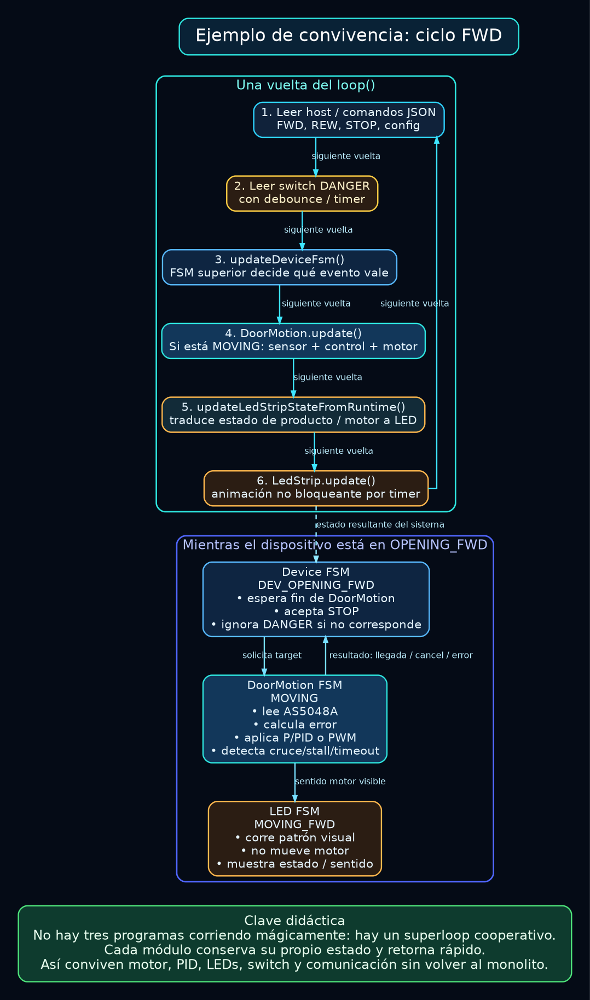 Ejemplo de convivencia: ciclo FWD
Una vuelta del loop()
1. Leer host / comandos JSON
FWD, REW, STOP, config
siguiente vuelta
2. Leer switch DANGER
con debounce / timer
siguiente vuelta
3. updateDeviceFsm()
FSM superior decide qué evento vale
siguiente vuelta
siguiente vuelta
4. DoorMotion.update()
Si está MOVING: sensor + control + motor
siguiente vuelta
5. updateLedStripStateFromRuntime()
traduce estado de producto / motor a LED
siguiente vuelta
6. LedStrip.update()
animación no bloqueante por timer
estado resultante del sistema
Mientras el dispositivo está en OPENING_FWD
Device FSM
DEV_OPENING_FWD
• espera fin de DoorMotion
• acepta STOP
• ignora DANGER si no corresponde
solicita target
resultado: llegada / cancel / error
DoorMotion FSM
MOVING
• lee AS5048A
• calcula error
• aplica P/PID o PWM
• detecta cruce/stall/timeout
sentido motor visible
LED FSM
MOVING_FWD
• corre patrón visual
• no mueve motor
• muestra estado / sentido
Clave didáctica
No hay tres programas corriendo mágicamente: hay un superloop cooperativo.
Cada módulo conserva su propio estado y retorna rápido.
Así conviven motor, PID, LEDs, switch y comunicación sin volver al monolito.